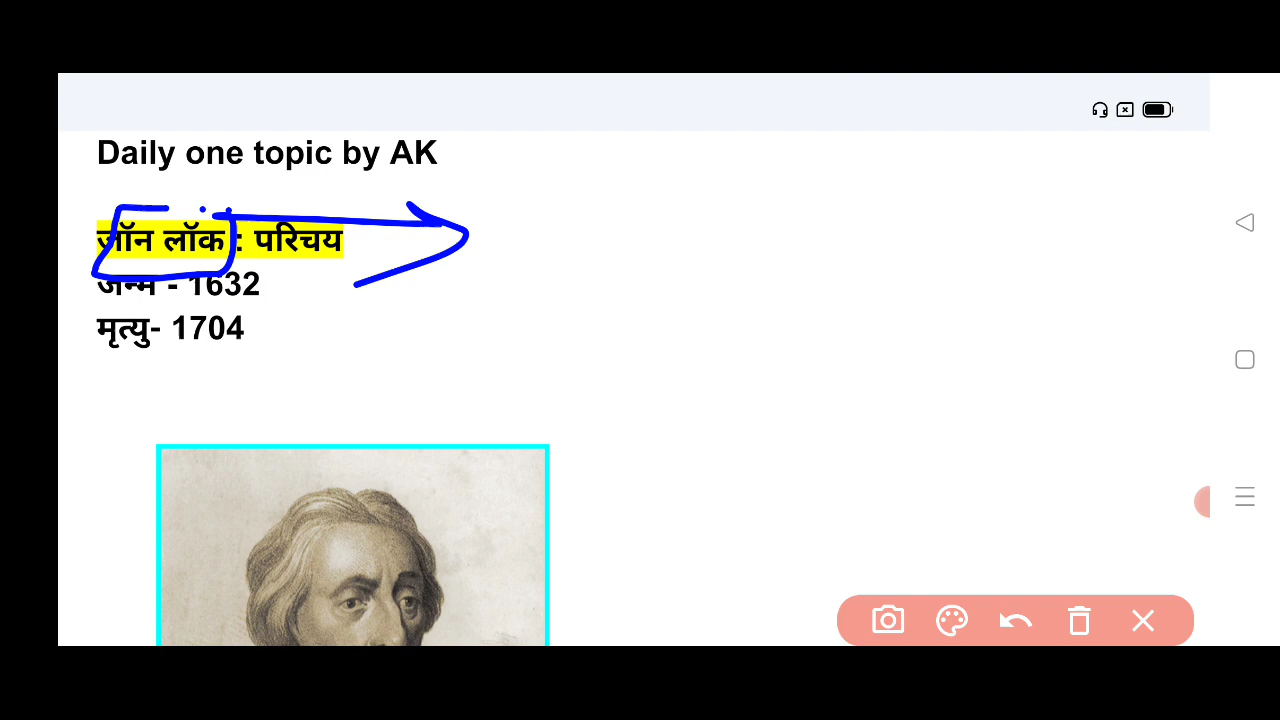 Daily one topic by AK
जॉन लॉक : परिचय
जन्म - 1632
मृत्यु- 1704